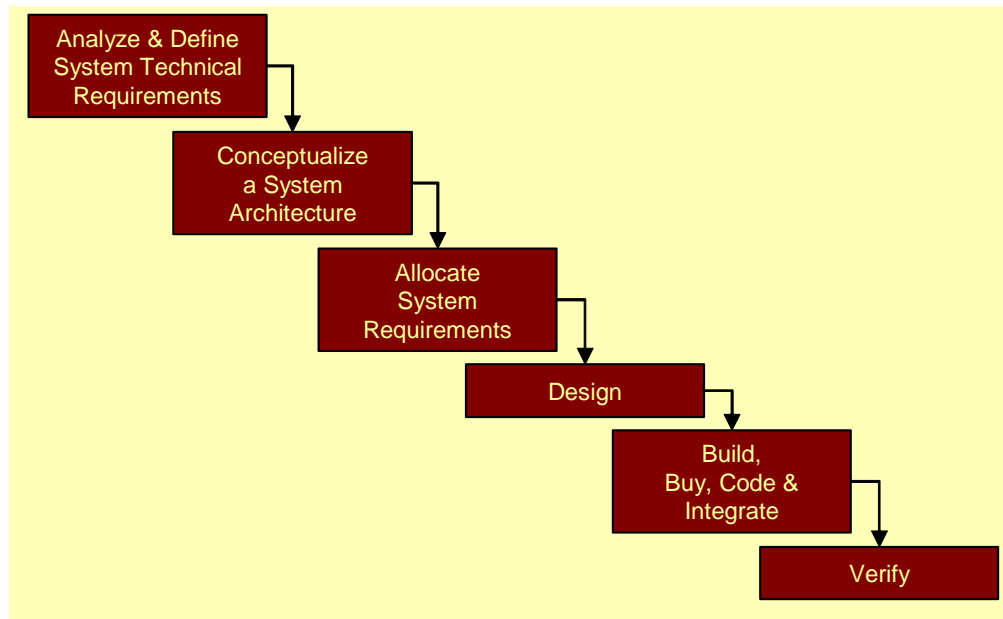 Analyze & Define
System Technical
Requirements
Conceptualize
a System
Architecture
Allocate
System
Requirements
Design
Build,
Buy, Code &
Integrate
Verify